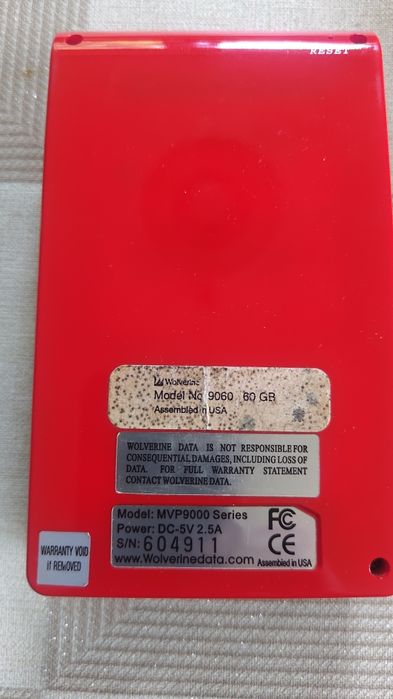 RESET
Wolverine
Model No 9060 60 GB
Assembled in USA
WOLVERINE DATA IS NOT RESPONSIBLE FOR
CONSEQUENTIAL DAMAGES, INCLUDING LOSS OF
DATA. FOR FULL WARRANTY STATEMENT
CONTACT WOLVERINE DATA.
Model: MVP9000 Series
Power: DC-5V 2.5A
S/N: 604911
www.Wolverinedata.com
FC
CE
Assembled in USA
WARRANTY VOID
if REMOVED